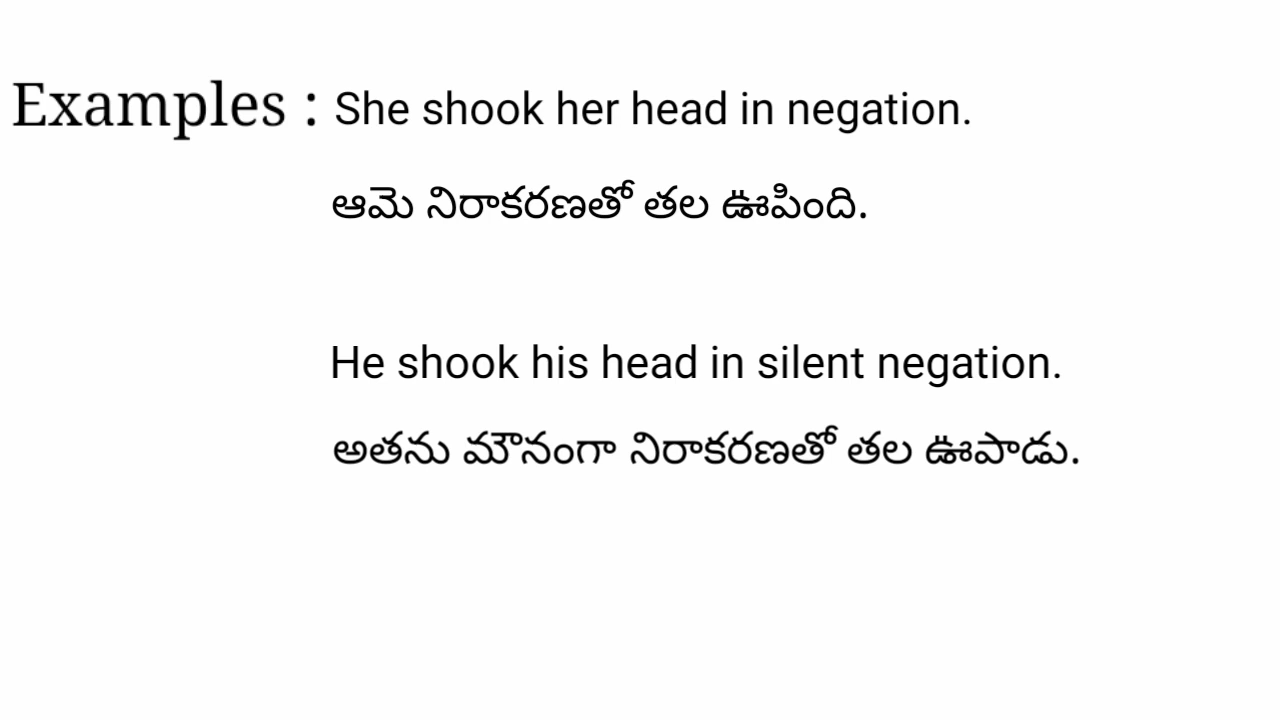 Examples : She shook her head in negation.
ఆమె నిరాకరణతో తల ఊపింది.
He shook his head in silent negation.
అతను మౌనంగా నిరాకరణతో తల ఊపాడు.